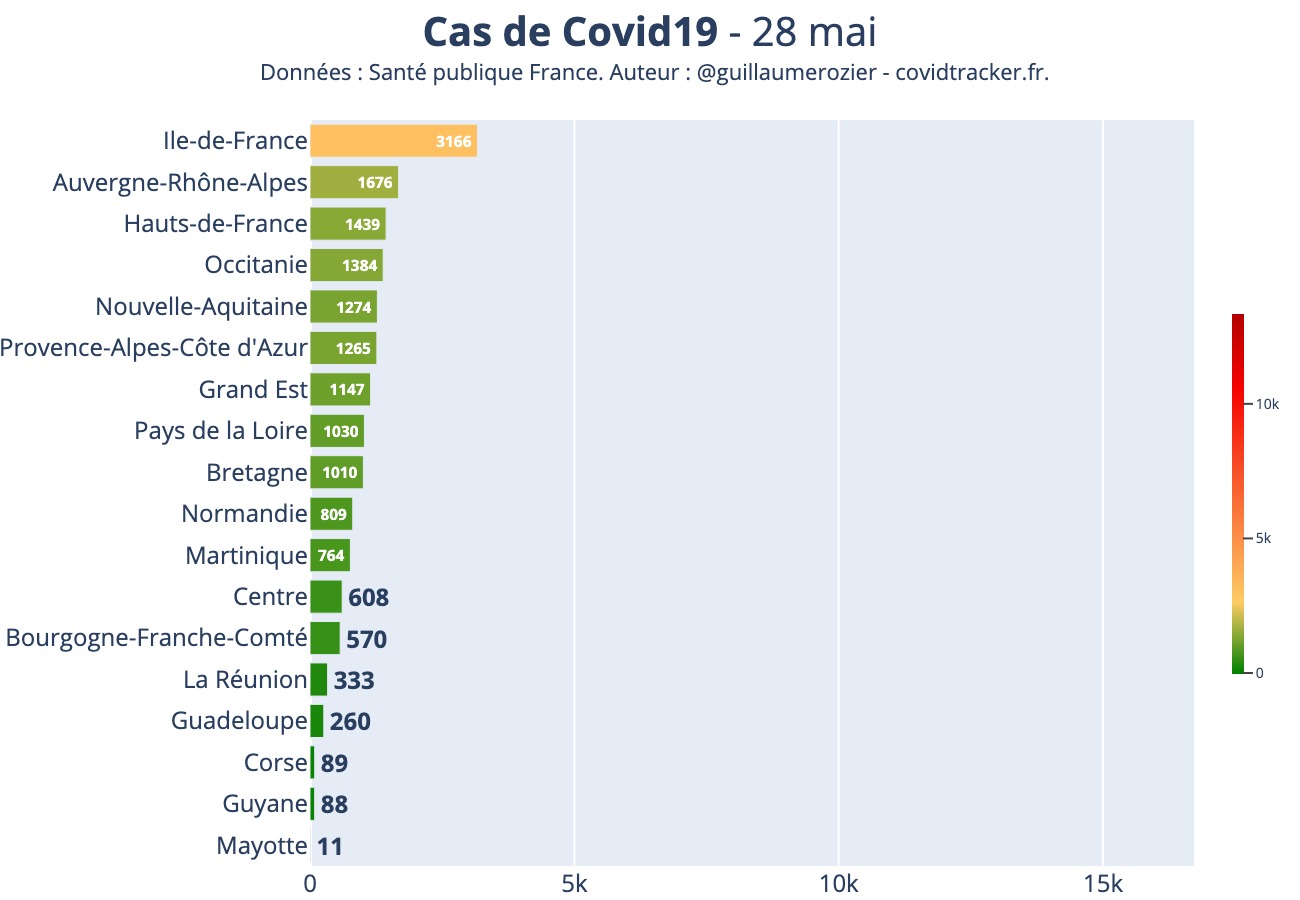 Cas de Covid19 - 28 mai
Données : Santé publique France. Auteur : @guillaumerozier - covidtracker.fr.
Ile-de-France 3166
Auvergne-Rhône-Alpes 1676
Hauts-de-France 1439
Occitanie 1384
Nouvelle-Aquitaine 1274
Provence-Alpes-Côte d'Azur 1265
Grand Est 1147
Pays de la Loire 1030
Bretagne 1010
Normandie 809
Martinique 764
Centre 608
Bourgogne-Franche-Comté 570
La Réunion 333
Guadeloupe 260
Corse 89
Guyane 88
Mayotte 11
0 5k 10k 15k
10k
5k
0